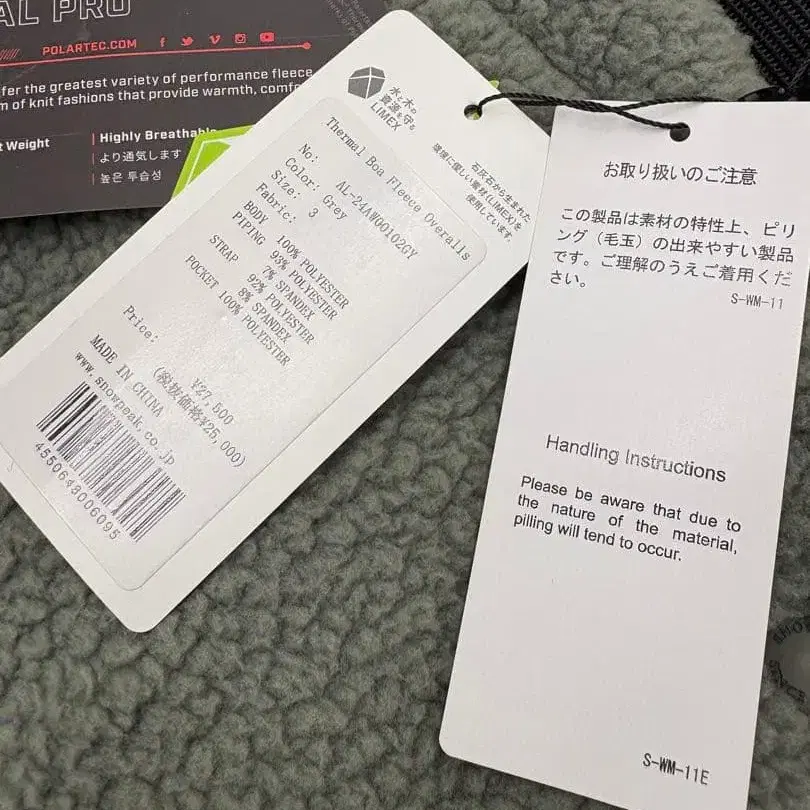 AL PRO
POLARTEC.COM
fer the greatest variety of performance fleece
m of knit fashions that provide warmth, comfo
t Weight
Highly Breathable
より通気します
높은 투습성
水と木の
資源を守る
LIMEX
石灰石から生まれた
環境に優しい素材(LIMEX)を
使用しています。
Thermal Boa Fleece Overalls
No: AL-24AW00102GY
Color: Grey
Size: 3
Fabric:
BODY 100% POLYESTER
PIPING 93% POLYESTER
7% SPANDEX
STRAP 92% POLYESTER
8% SPANDEX
POCKET 100% POLYESTER
Price: ¥27,500
(税抜価格¥25,000)
MADE IN CHINA
www.snowpeak.co.jp
4550648006095
お取り扱いのご注意
この製品は素材の特性上、ピリ
ング（毛玉）の出来やすい製品
です。ご理解のうえご着用くだ
さい。
S-WM-11
Handling Instructions
Please be aware that due to
the nature of the material,
pilling will tend to occur.
S-WM-11E